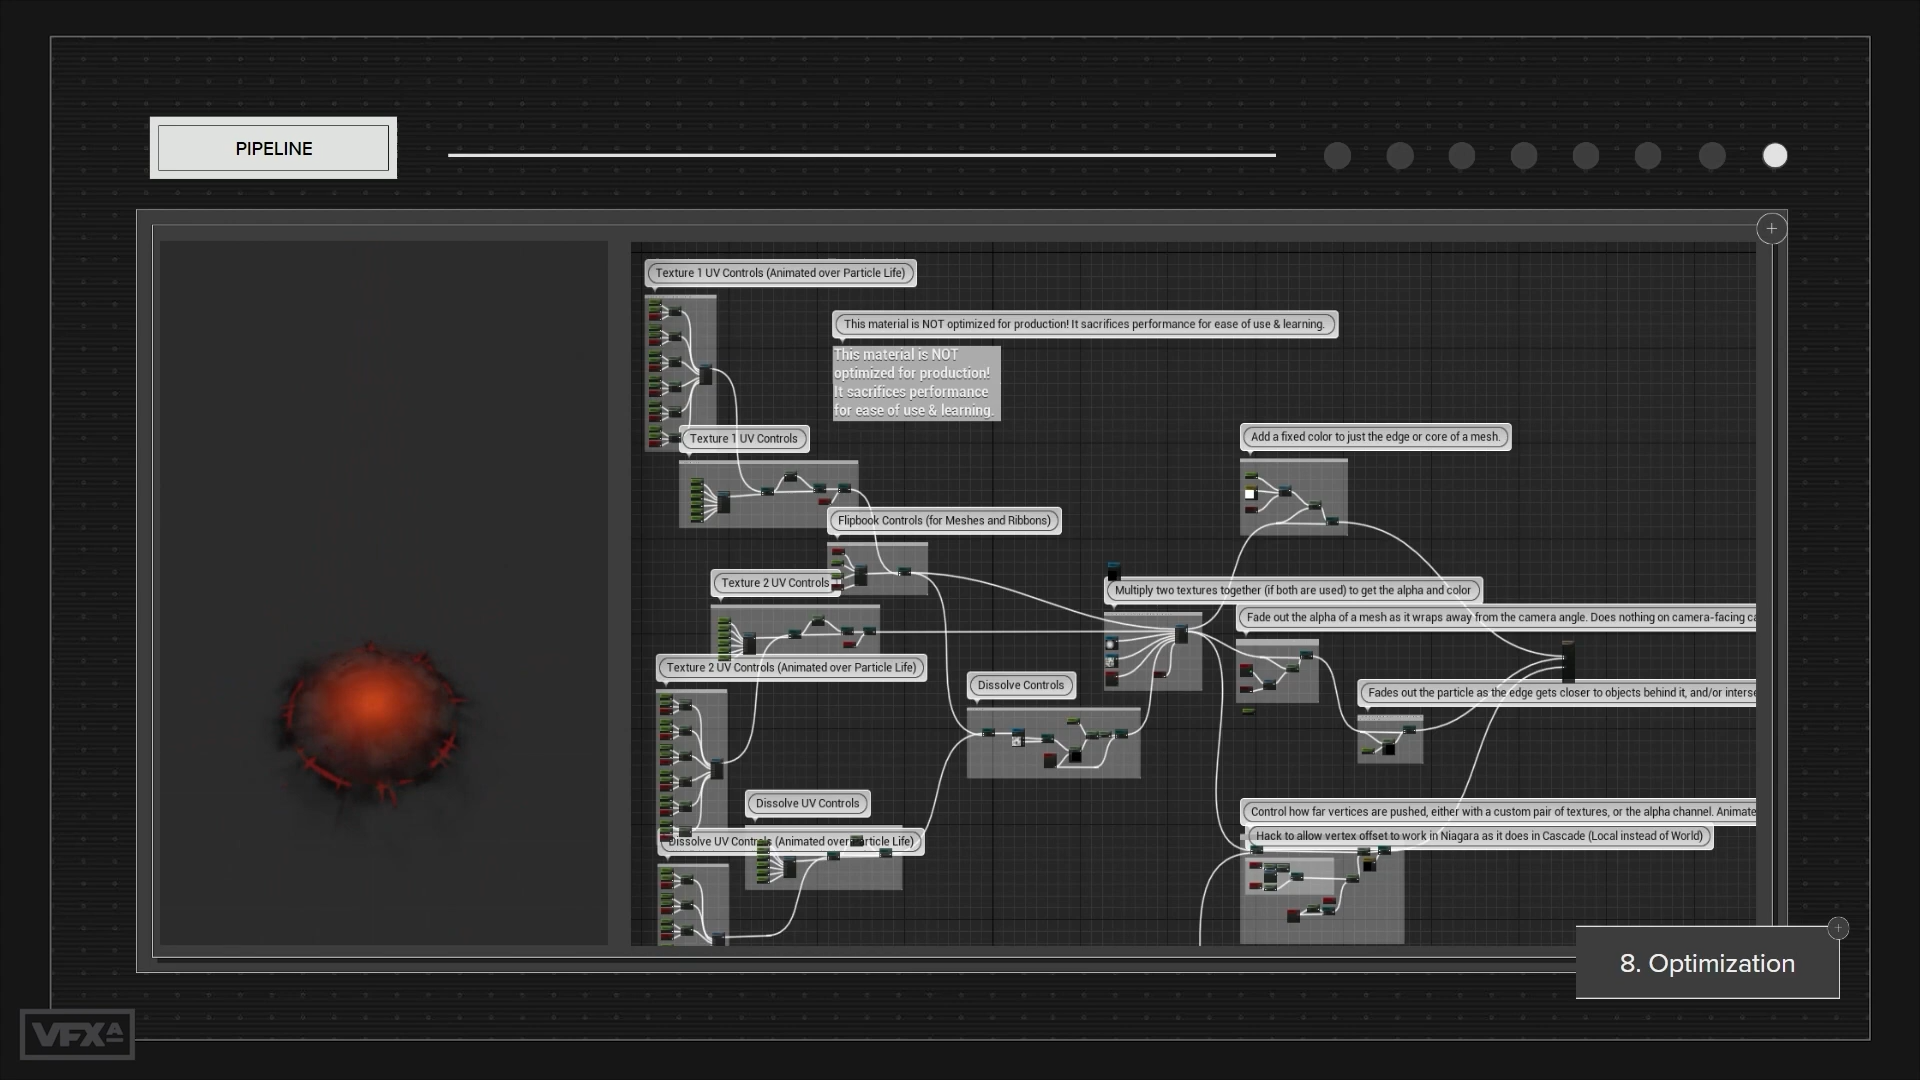 PIPELINE
Texture 1 UV Controls (Animated over Particle Life)
This material is NOT optimized for production! It sacrifices performance for ease of use & learning.
This material is NOT
optimized for production!
It sacrifices performance
for ease of use & learning.
Texture 1 UV Controls
Add a fixed color to just the edge or core of a mesh.
Flipbook Controls (for Meshes and Ribbons)
Texture 2 UV Controls
Multiply two textures together (if both are used) to get the alpha and color
Fade out the alpha of a mesh as it wraps away from the camera angle. Does nothing on camera-facing
Texture 2 UV Controls (Animated over Particle Life)
Dissolve Controls
Fades out the particle as the edge gets closer to objects behind it, and/or
Dissolve UV Controls
Control how far vertices are pushed, either with a custom pair of textures, or the alpha channel.
Hack to allow vertex offset to work in Niagara as it does in Cascade (Local instead of World)
Dissolve UV Controls (Animated over Particle Life)
8. Optimization
VFXA